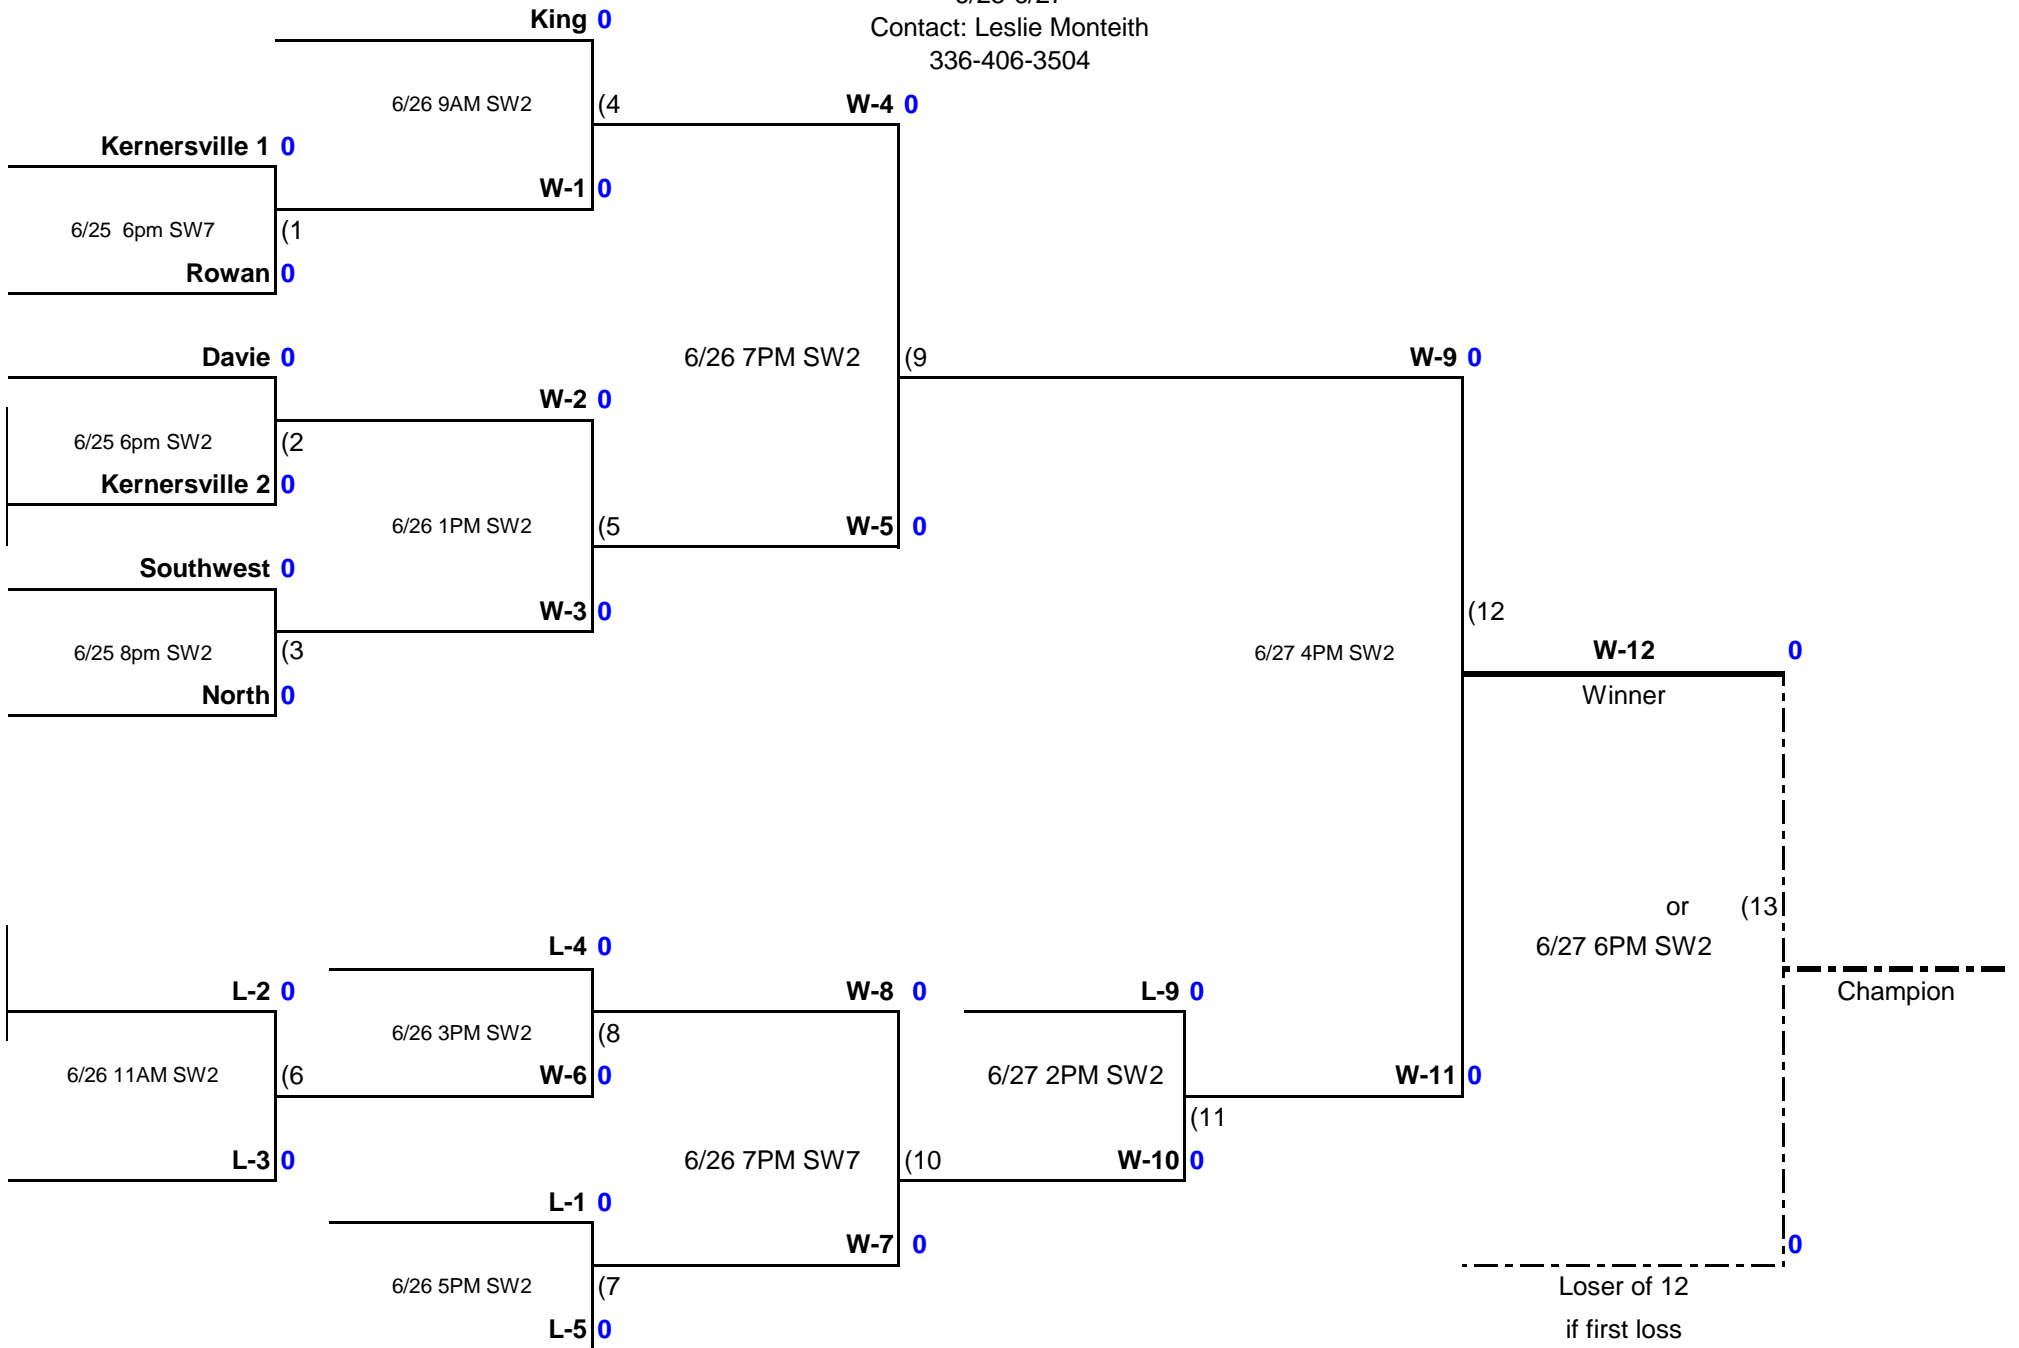 King 0
Contact: Leslie Monteith
336-406-3504
6/26 9AM SW2 (4 W-4 0
Kernersville 1 0
W-1 0
6/25 6pm SW7 (1
Rowan 0
Davie 0 6/26 7PM SW2 (9 W-9 0
W-2 0
6/25 6pm SW2 (2
Kernersville 2 0
6/26 1PM SW2 (5 W-5 0
Southwest 0
W-3 0 (12
6/25 8pm SW2 (3 6/27 4PM SW2 W-12 0
North 0 Winner
or (13
L-4 0 6/27 6PM SW2
L-2 0 W-8 0 L-9 0 Champion
6/26 3PM SW2 (8
6/26 11AM SW2 (6 W-6 0 6/27 2PM SW2 W-11 0
(11
L-3 0 6/26 7PM SW7 (10 W-10 0
L-1 0
W-7 0 0
6/26 5PM SW2 (7 Loser of 12
L-5 0 if first loss